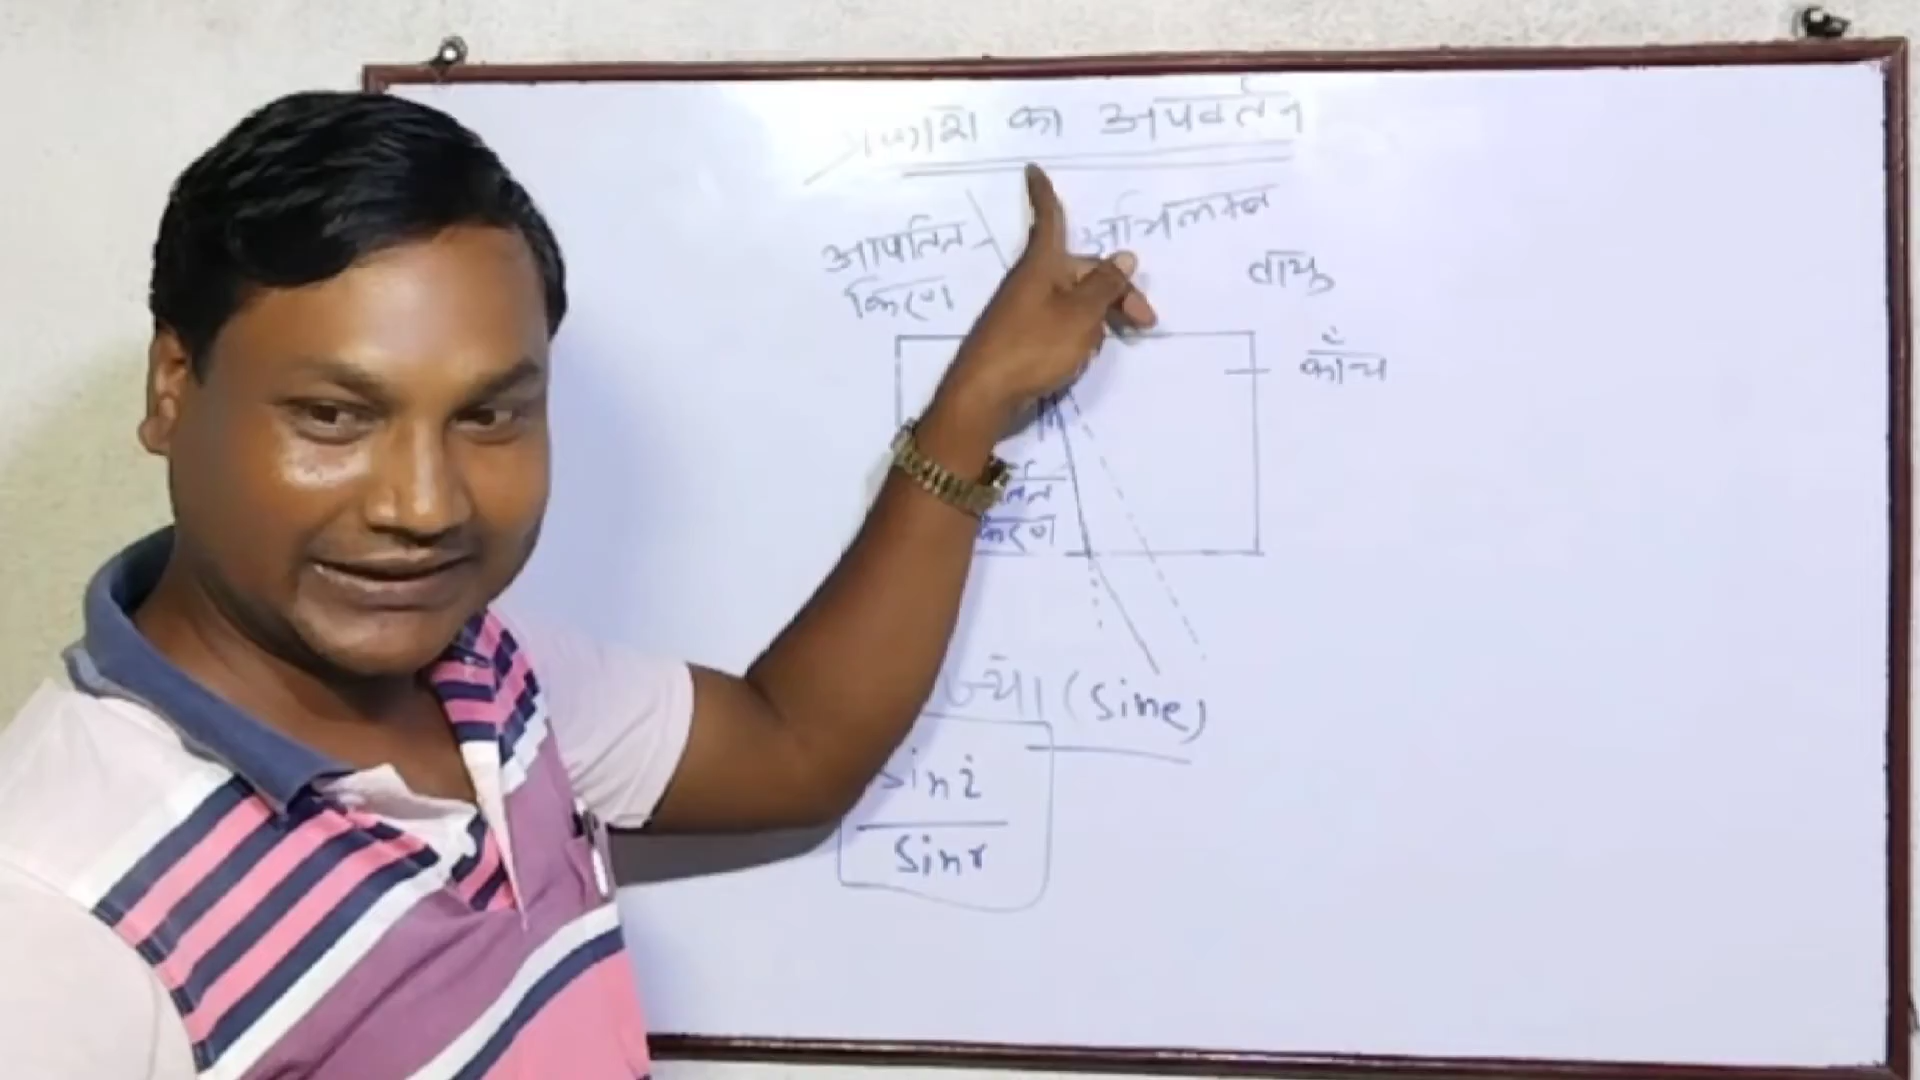 प्रकाश का अपवर्तन
आपतित
किरण
अभिलम्ब
वायु
काँच
किरण
ज्या (Sine)
Sin i
Sin r